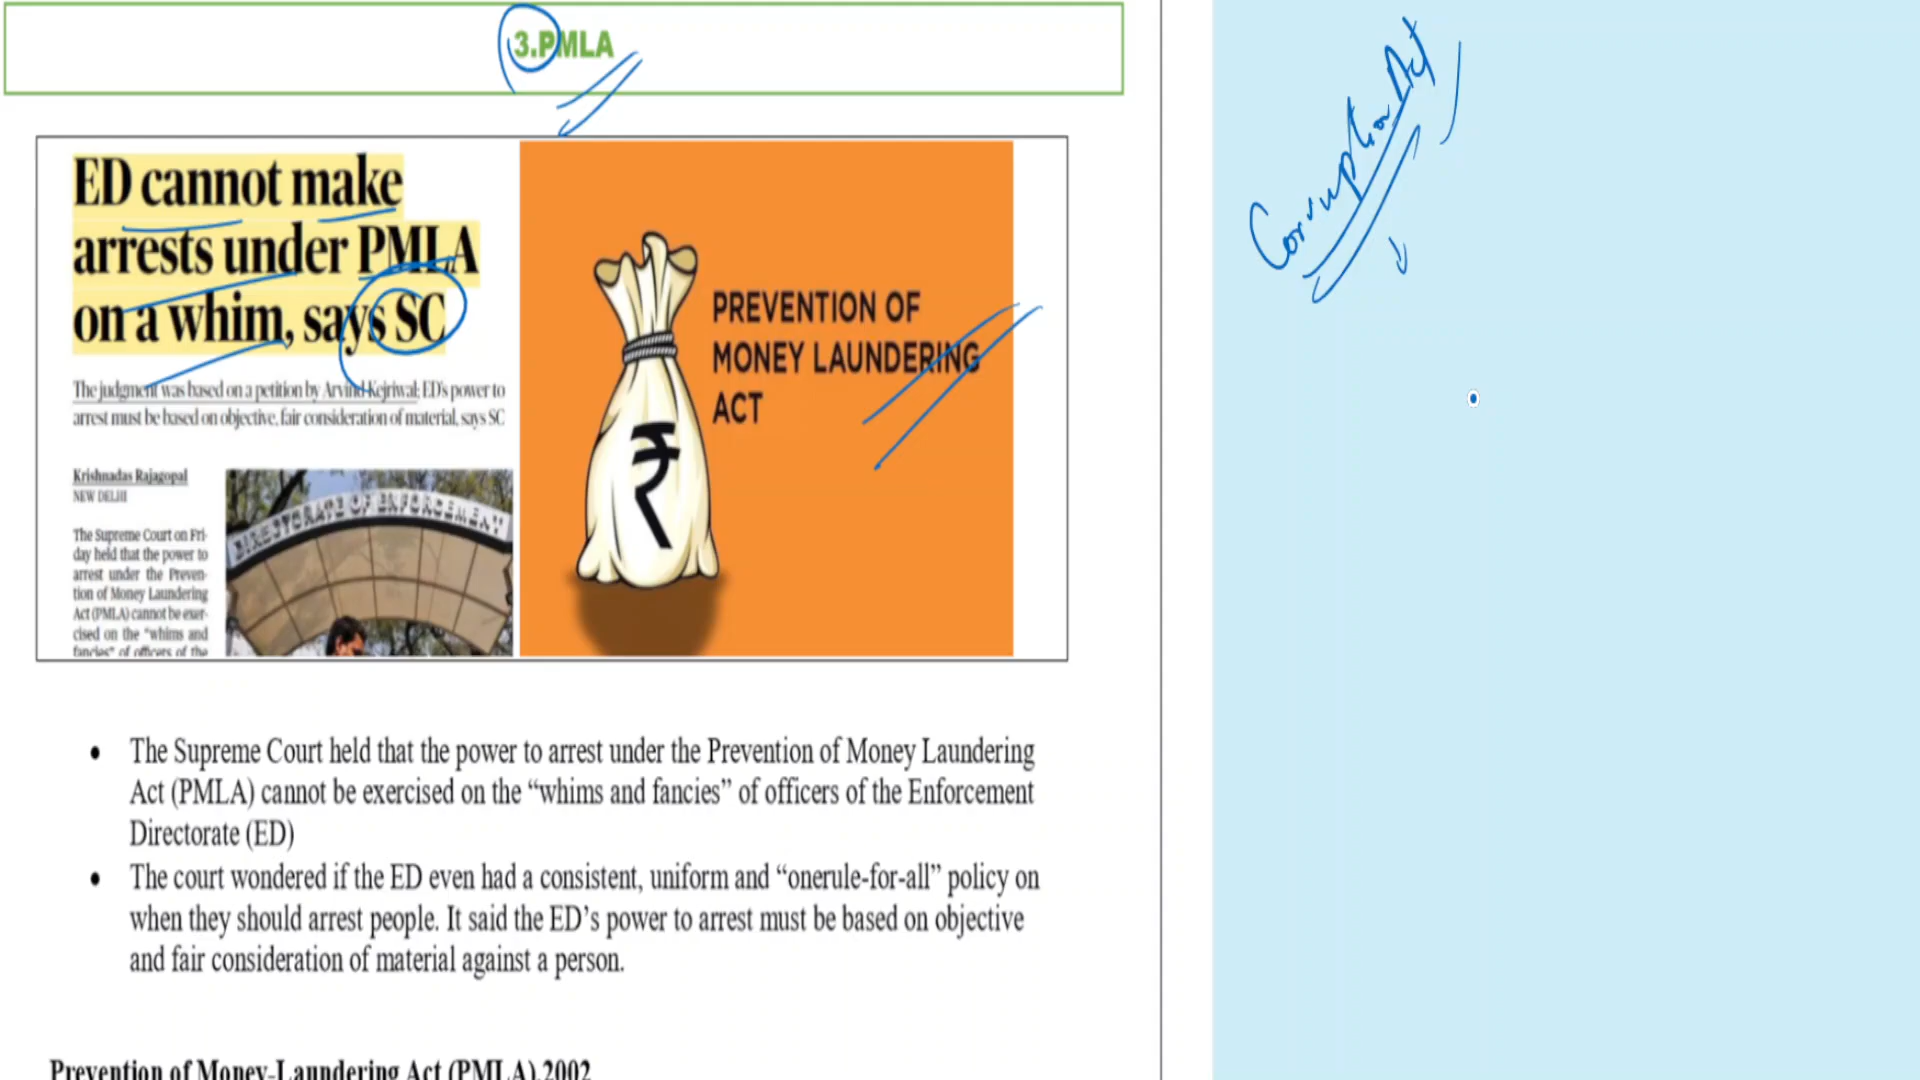 3.PMLA
ED cannot make
arrests under PMLA
on a whim, says SC
The judgment was based on a petition by Arvind Kejriwal; ED's power to
arrest must be based on objective, fair consideration of material, says SC
Krishnadas Rajagopal
NEW DELHI
The Supreme Court on Fri-
day held that the power to
arrest under the Preven-
tion of Money Laundering
Act (PMLA) cannot be exer-
cised on the "whims and
fancies" of officers of the
DIRECTORATE OF ENFORCEMENT
PREVENTION OF
MONEY LAUNDERING
ACT
₹
Corruption Act
• The Supreme Court held that the power to arrest under the Prevention of Money Laundering
Act (PMLA) cannot be exercised on the “whims and fancies” of officers of the Enforcement
Directorate (ED)
• The court wondered if the ED even had a consistent, uniform and “onerule-for-all” policy on
when they should arrest people. It said the ED’s power to arrest must be based on objective
and fair consideration of material against a person.
Prevention of Money-Laundering Act (PMLA),2002